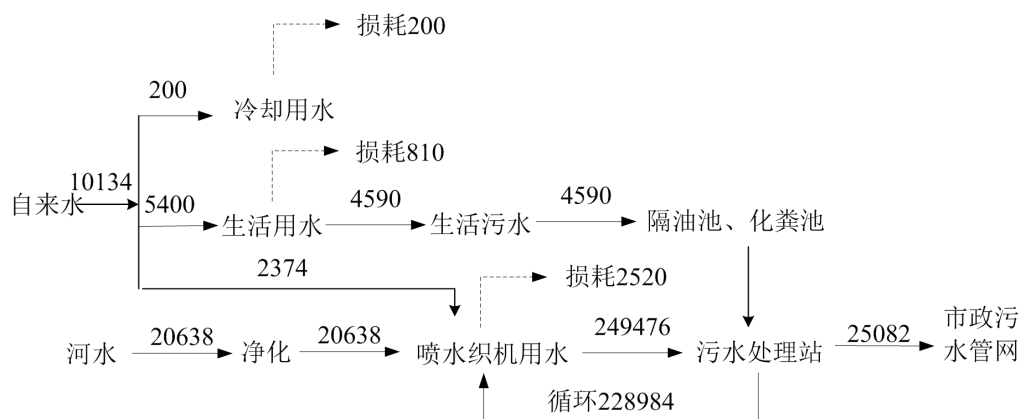 损耗200
200
冷却用水
损耗810
10134
自来水
5400
生活用水
4590
生活污水
4590
隔油池、化粪池
2374
损耗2520
河水
20638
净化
20638
喷水织机用水
249476
污水处理站
25082
市政污
水管网
循环228984